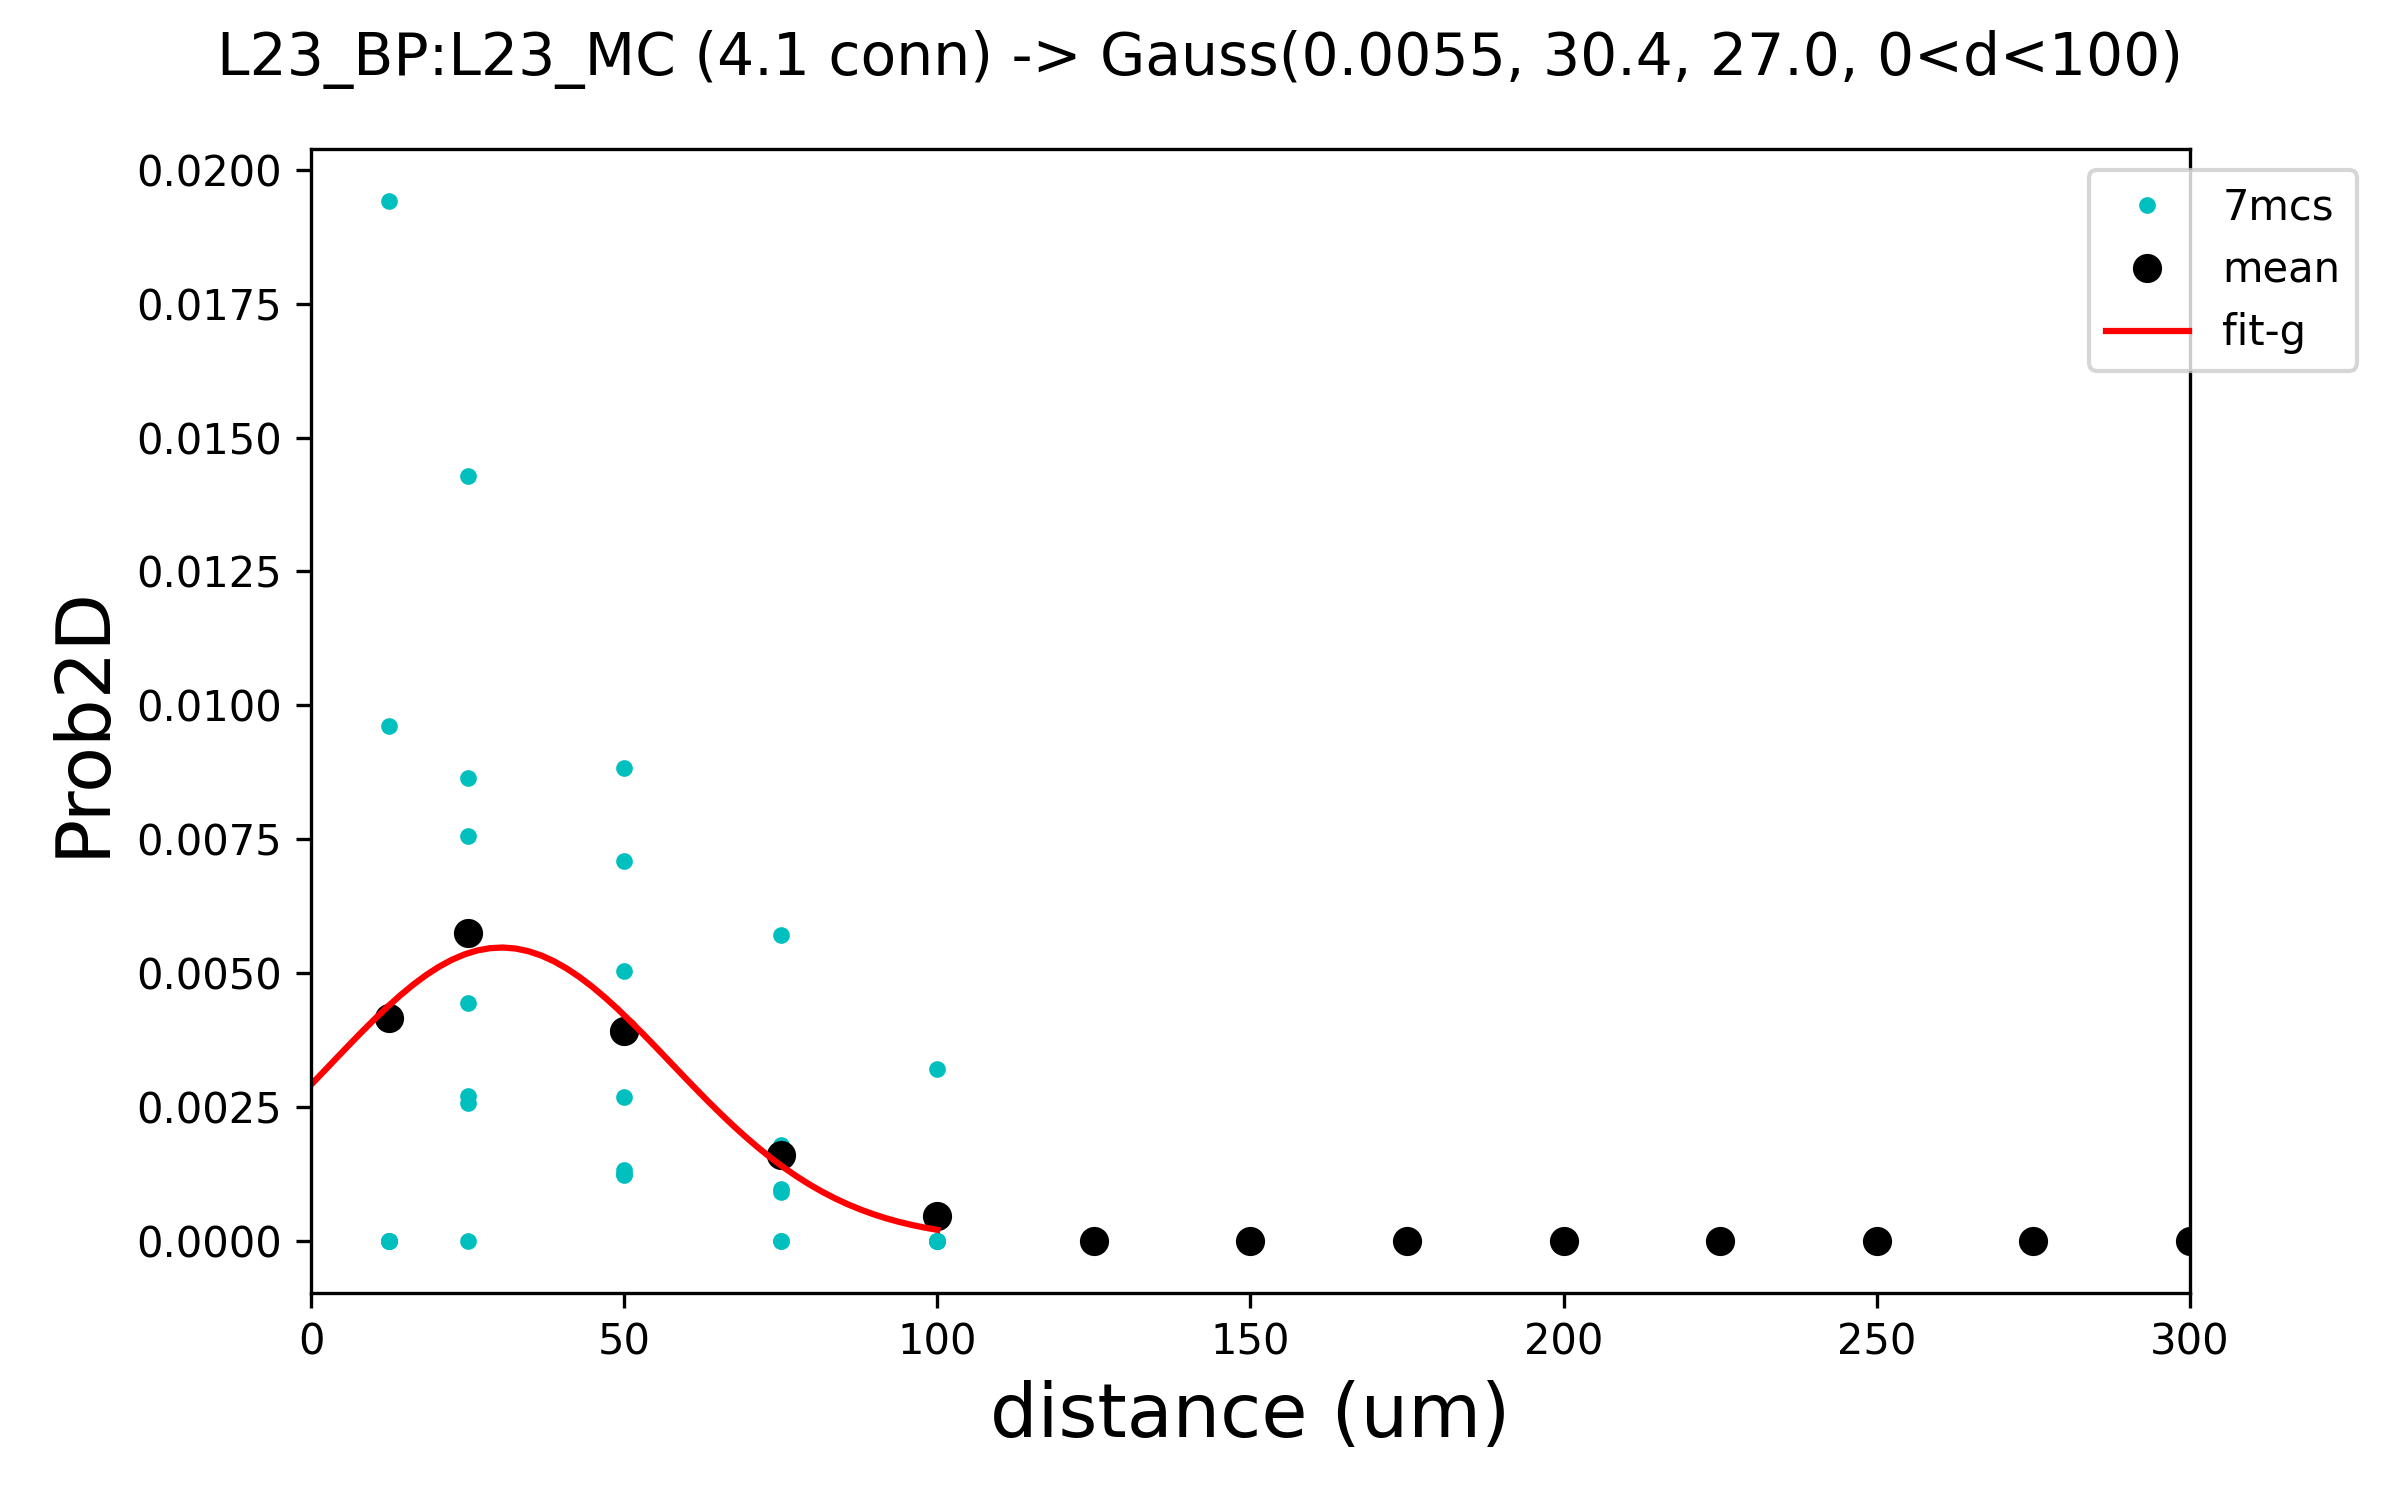 L23_BP:L23_MC (4.1 conn) -> Gauss(0.0055, 30.4, 27.0, 0<d<100)
7mcs
mean
fit-g
Prob2D
0.0200
0.0175
0.0150
0.0125
0.0100
0.0075
0.0050
0.0025
0.0000
0 50 100 150 200 250 300
distance (um)